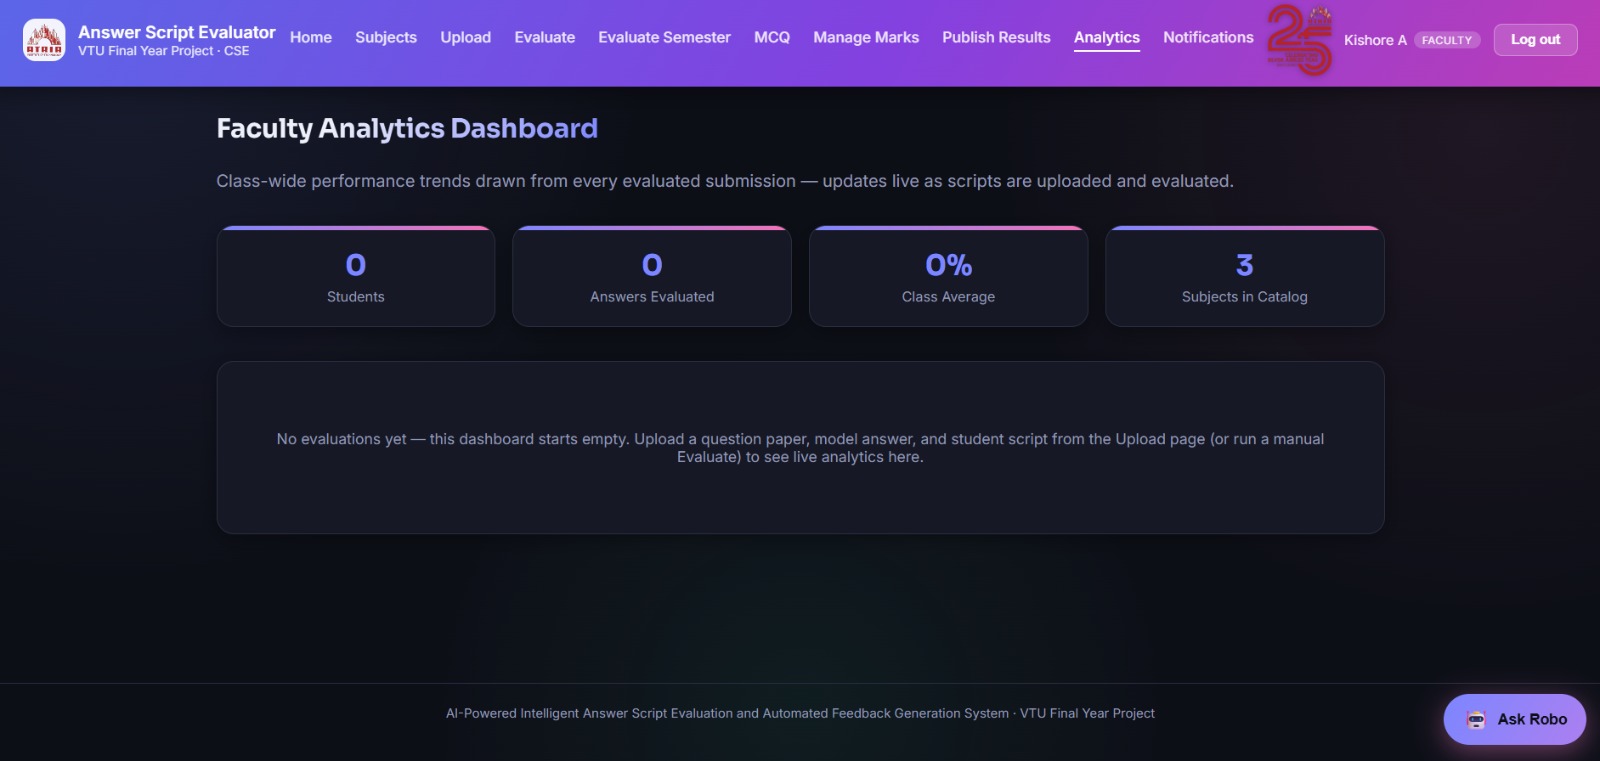 ATRIA
Answer Script Evaluator
VTU Final Year Project · CSE
Home Subjects Upload Evaluate Evaluate Semester MCQ Manage Marks Publish Results Analytics Notifications
25
Kishore A FACULTY Log out
Faculty Analytics Dashboard
Class-wide performance trends drawn from every evaluated submission — updates live as scripts are uploaded and evaluated.
0
Students
0
Answers Evaluated
0%
Class Average
3
Subjects in Catalog
No evaluations yet — this dashboard starts empty. Upload a question paper, model answer, and student script from the Upload page (or run a manual
Evaluate) to see live analytics here.
AI-Powered Intelligent Answer Script Evaluation and Automated Feedback Generation System · VTU Final Year Project
Ask Robo